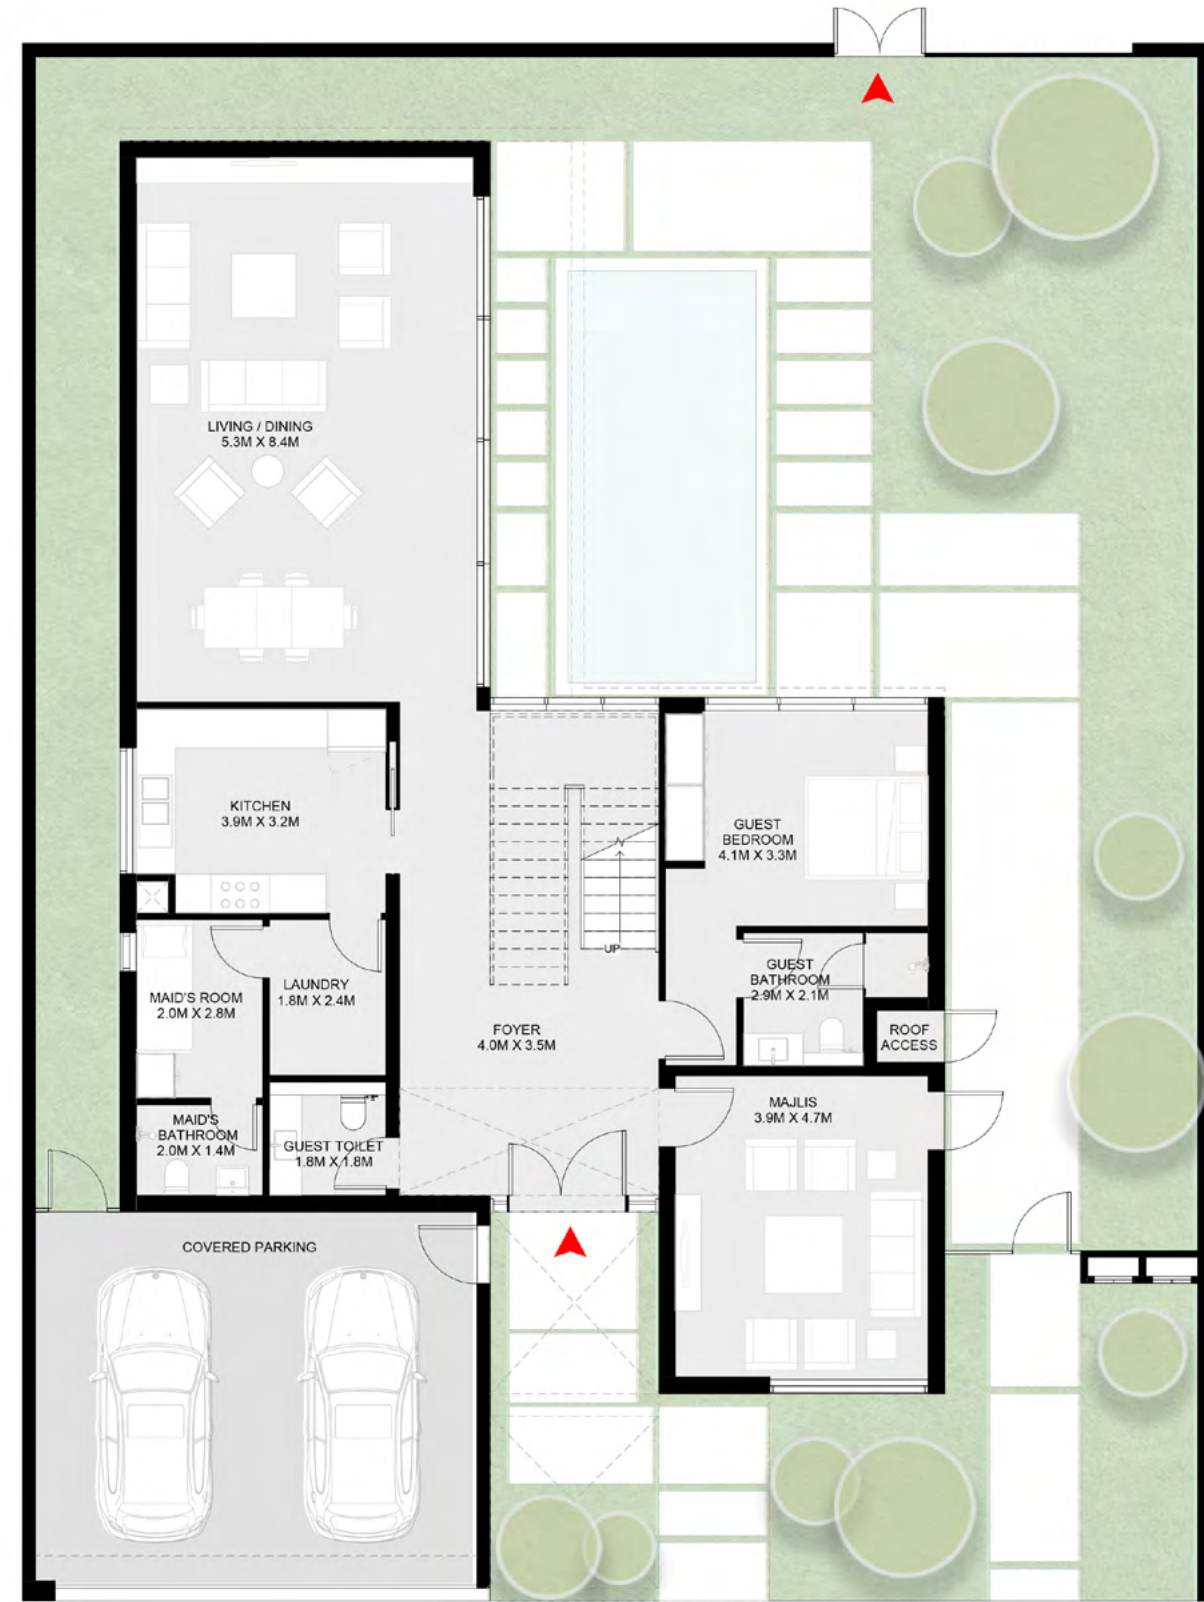 LIVING / DINING
5.3M X 8.4M
KITCHEN
3.9M X 3.2M
GUEST
BEDROOM
4.1M X 3.3M
UP
GUEST
BATHROOM
2.9M X 2.1M
LAUNDRY
1.8M X 2.4M
MAID'S ROOM
2.0M X 2.8M
FOYER
4.0M X 3.5M
ROOF
ACCESS
MAJLIS
3.9M X 4.7M
MAID'S
BATHROOM
2.0M X 1.4M
GUEST TOILET
1.8M X 1.8M
COVERED PARKING